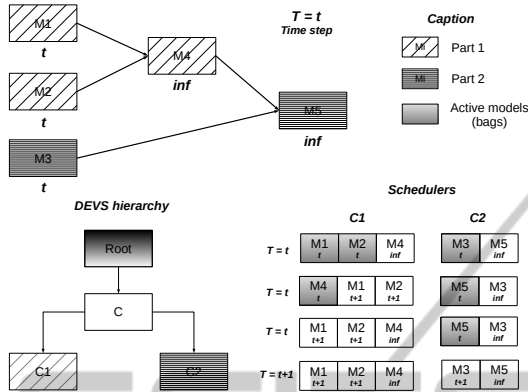 M1
t
T = t
Time step
Caption
Mi
Part 1
M4
inf
M2
t
Mi
Part 2
M5
inf
Active models
(bags)
M3
t
DEVS hierarchy
Schedulers
C1
C2
Root
T = t
M1 M2 M4 M3 M5
t t inf t inf
T = t
M4 M1 M2 M5 M3
t t+1 t+1 t inf
C
T = t
M1 M2 M4 M5 M3
t+1 t+1 inf t inf
C1
C2
T = t+1
M1 M2 M4 M3 M5
t+1 t+1 inf t+1 inf